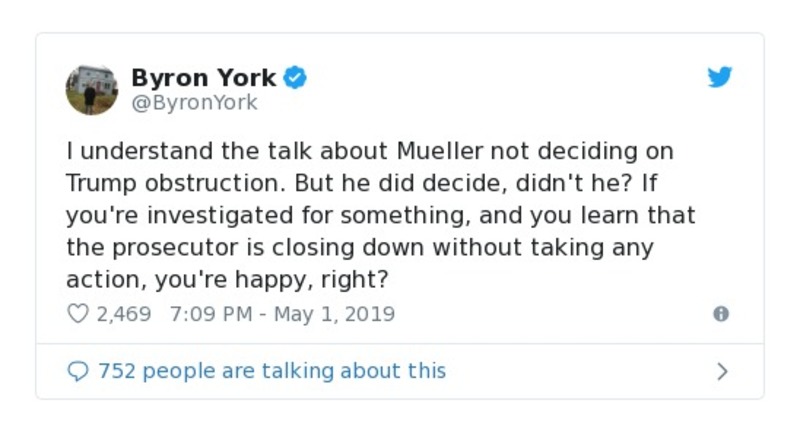 Byron York
@ByronYork
I understand the talk about Mueller not deciding on
Trump obstruction. But he did decide, didn't he? If
you're investigated for something, and you learn that
the prosecutor is closing down without taking any
action, you're happy, right?
2,469 7:09 PM - May 1, 2019
752 people are talking about this